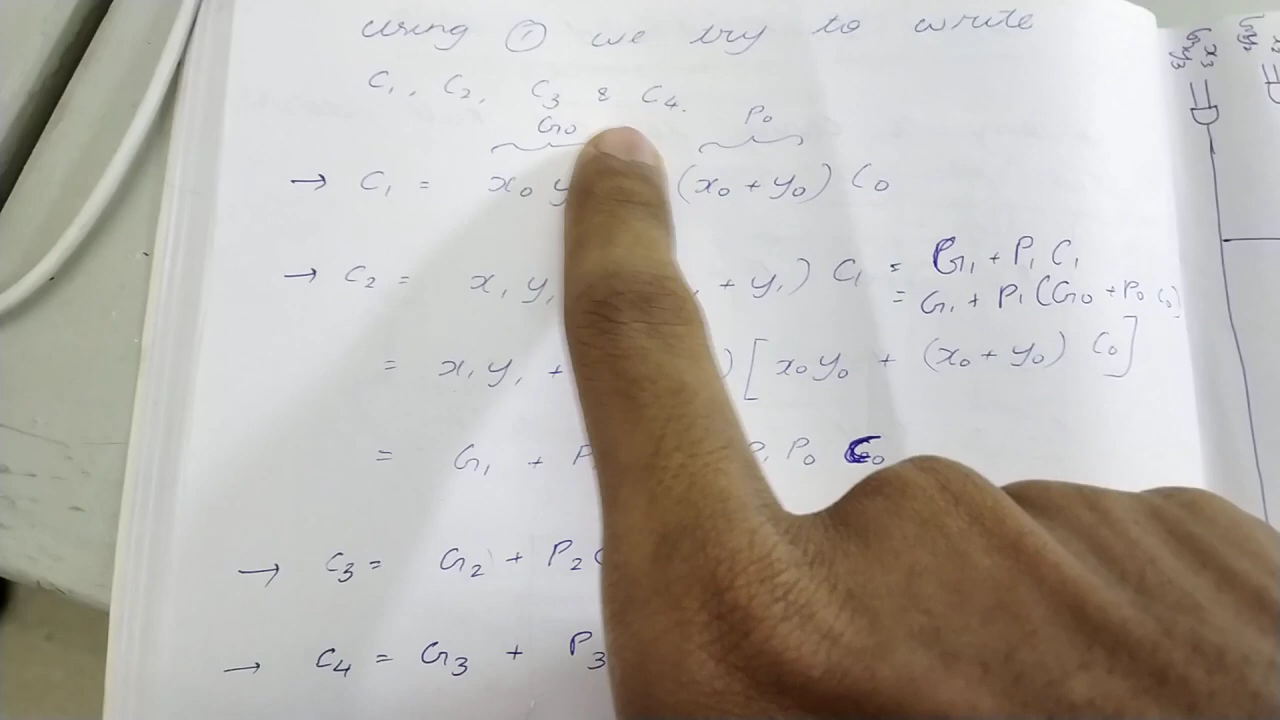 using ① we try to write
C₁, C₂, C₃ & C₄.
G₀ P₀
→ C₁ = x₀ y (x₀ + y₀) C₀
→ C₂ = x₁ y₁ + y₁) C₁ = G₁ + P₁ C₁
= G₁ + P₁ (G₀ + P₀ C₀)
= x₁ y₁ + ) [x₀y₀ + (x₀ + y₀) C₀]
= G₁ + P P₀ C₀
→ C₃ = G₂ + P₂
→ C₄ = G₃ + P₃
x₃